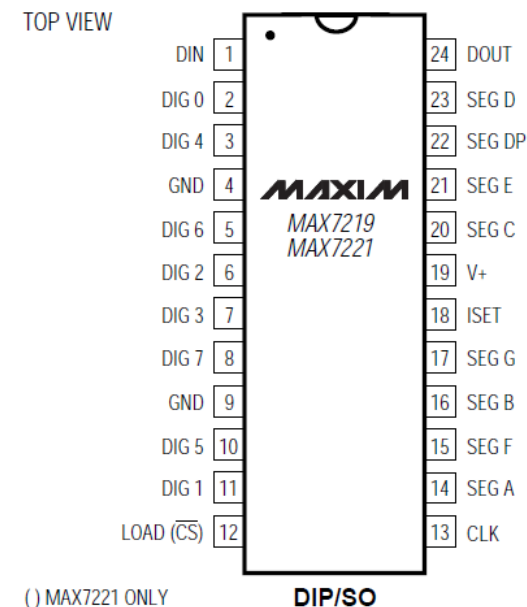 TOP VIEW
DIN 1
DIG 0 2
DIG 4 3
GND 4
DIG 6 5
DIG 2 6
DIG 3 7
DIG 7 8
GND 9
DIG 5 10
DIG 1 11
LOAD (C̅S̅) 12
MAXIM
MAX7219
MAX7221
24 DOUT
23 SEG D
22 SEG DP
21 SEG E
20 SEG C
19 V+
18 ISET
17 SEG G
16 SEG B
15 SEG F
14 SEG A
13 CLK
( ) MAX7221 ONLY
DIP/SO